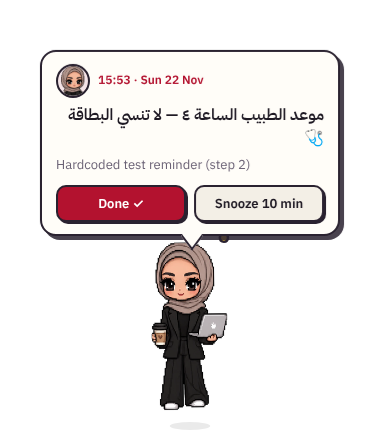 15:53 · Sun 22 Nov
موعد الطبيب الساعة ٤ — لا تنسي البطاقة 🩺
Hardcoded test reminder (step 2)
Done ✓
Snooze 10 min